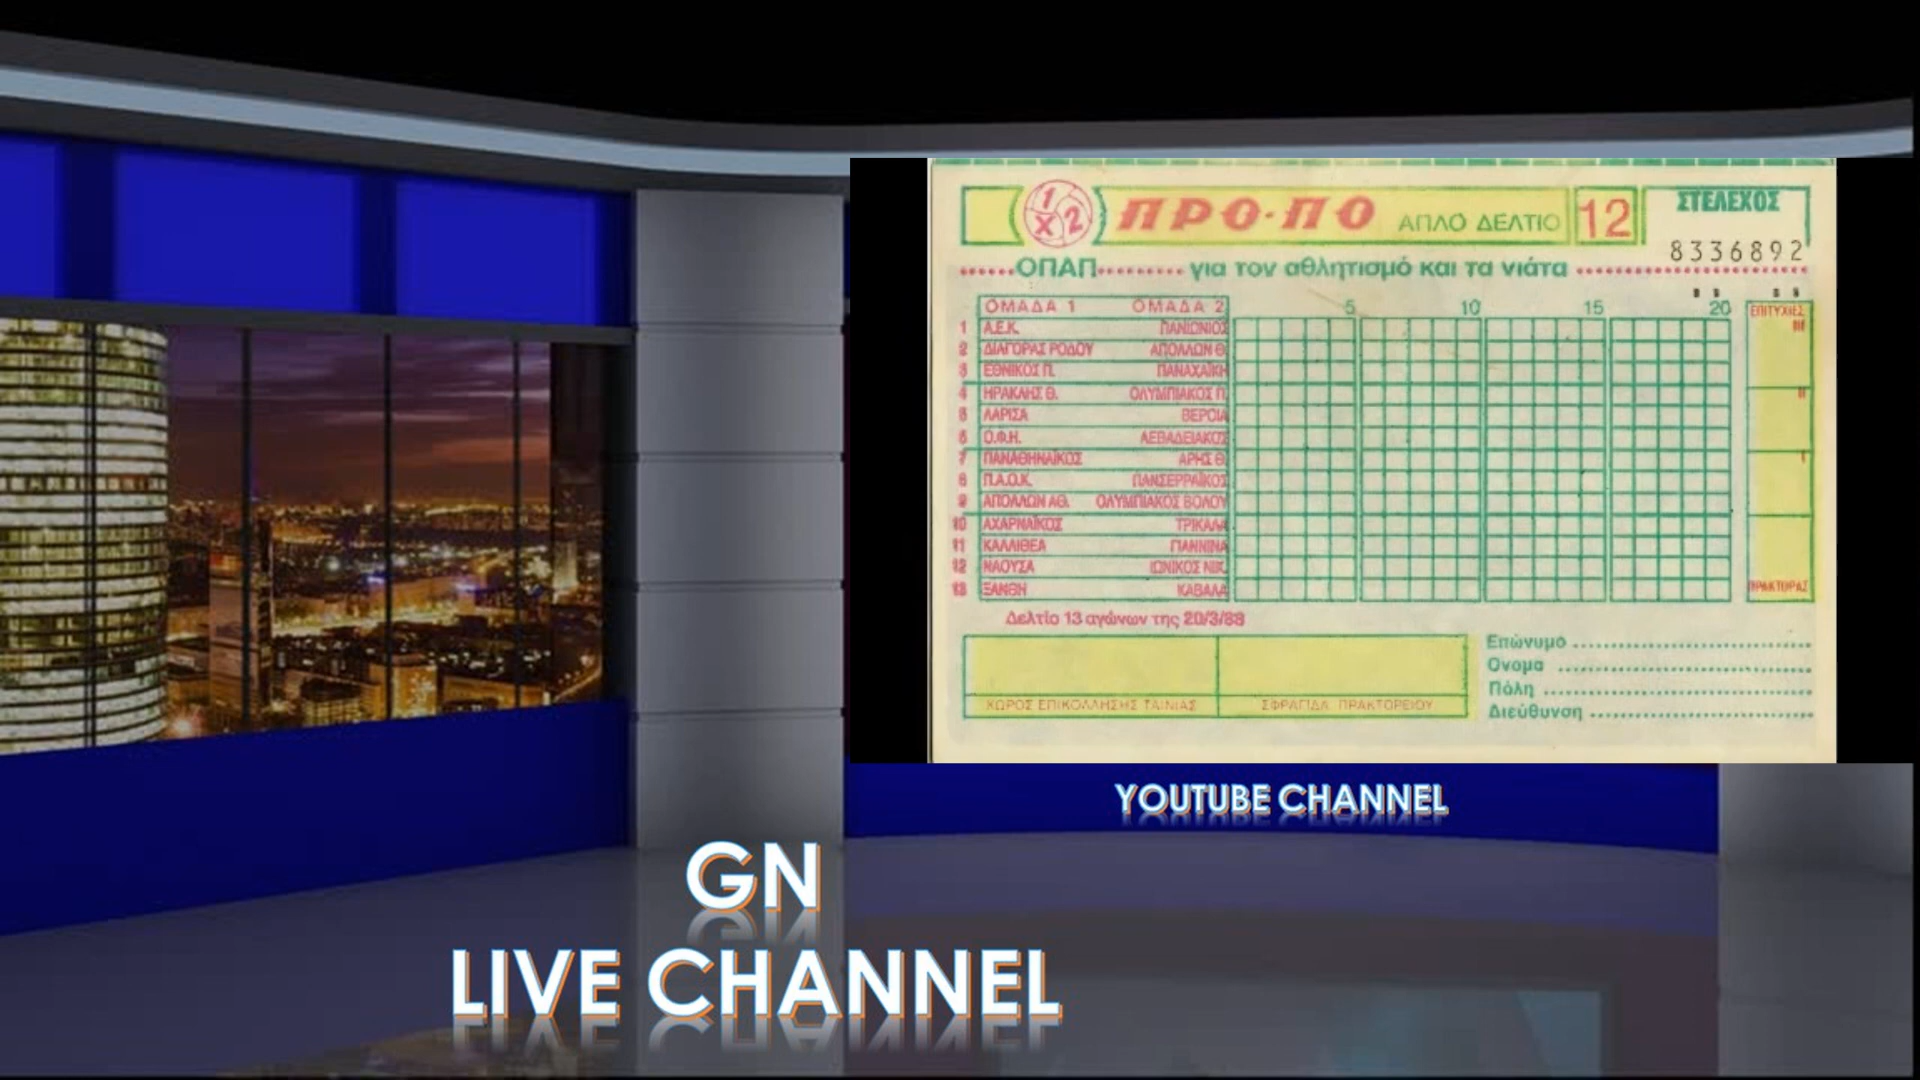 1
X 2
ΠΡΟ·ΠΟ ΑΠΛΟ ΔΕΛΤΙΟ 12
ΣΤΕΛΕΧΟΣ
8336892
ΟΠΑΠ για τον αθλητισμό και τα νιάτα
ΟΜΑΔΑ 1 ΟΜΑΔΑ 2 5 10 15 20 ΕΠΙΤΥΧΙΕΣ
1 Α.Ε.Κ. ΠΑΝΙΩΝΙΟΣ III
2 ΔΙΑΓΟΡΑΣ ΡΟΔΟΥ ΑΠΟΛΛΩΝ Θ.
3 ΕΘΝΙΚΟΣ Π. ΠΑΝΑΧΑΪΚΗ
4 ΗΡΑΚΛΗΣ Θ. ΟΛΥΜΠΙΑΚΟΣ Π. II
5 ΛΑΡΙΣΑ ΒΕΡΟΙΑ
6 Ο.Φ.Η. ΛΕΒΑΔΕΙΑΚΟΣ
7 ΠΑΝΑΘΗΝΑΪΚΟΣ ΑΡΗΣ Θ. I
8 Π.Α.Ο.Κ. ΠΑΝΣΕΡΡΑΪΚΟΣ
9 ΑΠΟΛΛΩΝ ΑΘ. ΟΛΥΜΠΙΑΚΟΣ ΒΟΛΟΥ
10 ΑΧΑΡΝΑΪΚΟΣ ΤΡΙΚΑΛΑ
11 ΚΑΛΛΙΘΕΑ ΓΙΑΝΝΙΝΑ
12 ΝΑΟΥΣΑ ΙΩΝΙΚΟΣ ΝΙΚ.
13 ΞΑΝΘΗ ΚΑΒΑΛΑ ΠΡΑΚΤΟΡΑΣ
Δελτίο 13 αγώνων της 20/3/88
ΧΩΡΟΣ ΕΠΙΚΟΛΛΗΣΗΣ ΤΑΙΝΙΑΣ ΣΦΡΑΓΙΔΑ ΠΡΑΚΤΟΡΕΙΟΥ
Επώνυμο
Ονομα
Πόλη
Διεύθυνση
YOUTUBE CHANNEL
GN
LIVE CHANNEL